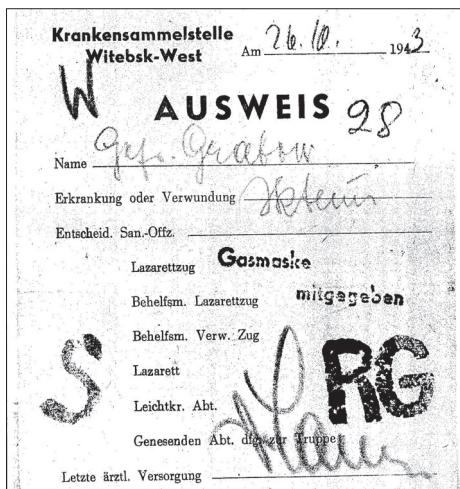 Krankensammelstelle
Witebsk-West
Am 26.10. 1943
W
AUSWEIS 28
Name Gefr. Grabow
Erkrankung oder Verwundung Ikterus
Entscheid. San.-Offz.
Lazarettzug Gasmaske
Behelfsm. Lazarettzug mitgegeben
Behelfsm. Verw. Zug
S
RG
Lazarett
Leichtkr. Abt.
Genesenden Abt. zur Truppe
Letzte ärztl. Versorgung